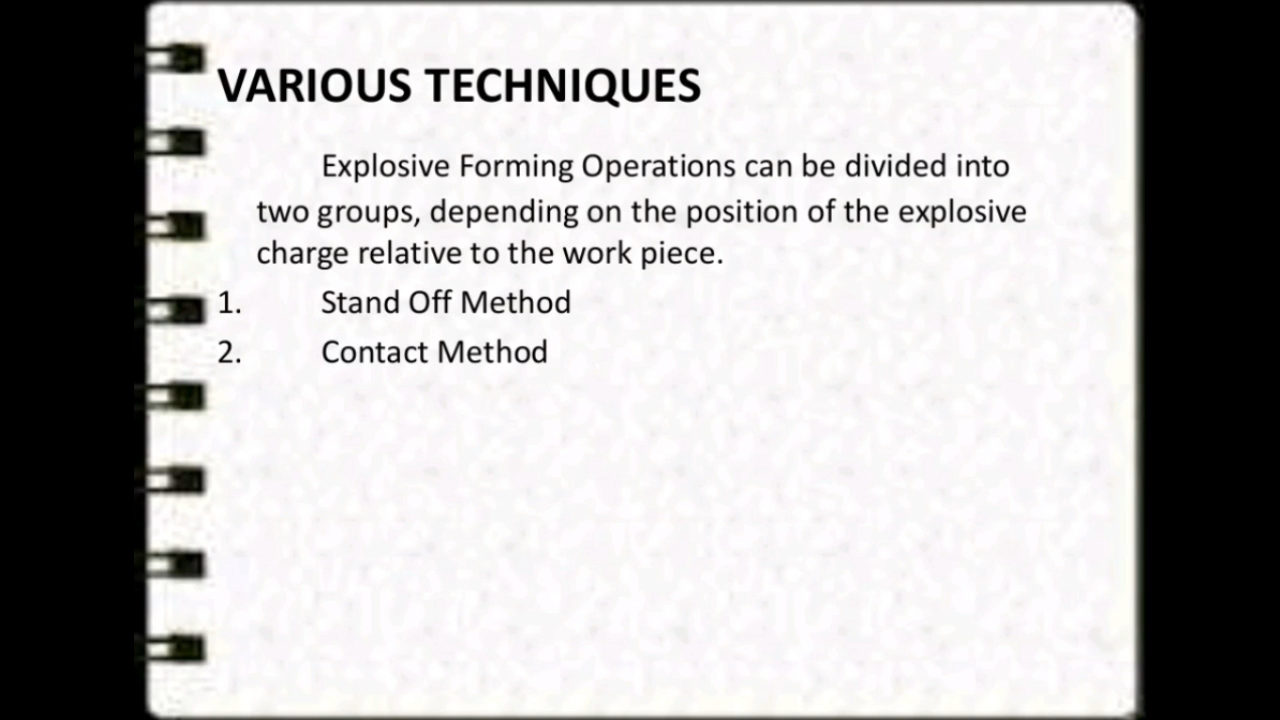 VARIOUS TECHNIQUES
Explosive Forming Operations can be divided into
two groups, depending on the position of the explosive
charge relative to the work piece.
1. Stand Off Method
2. Contact Method